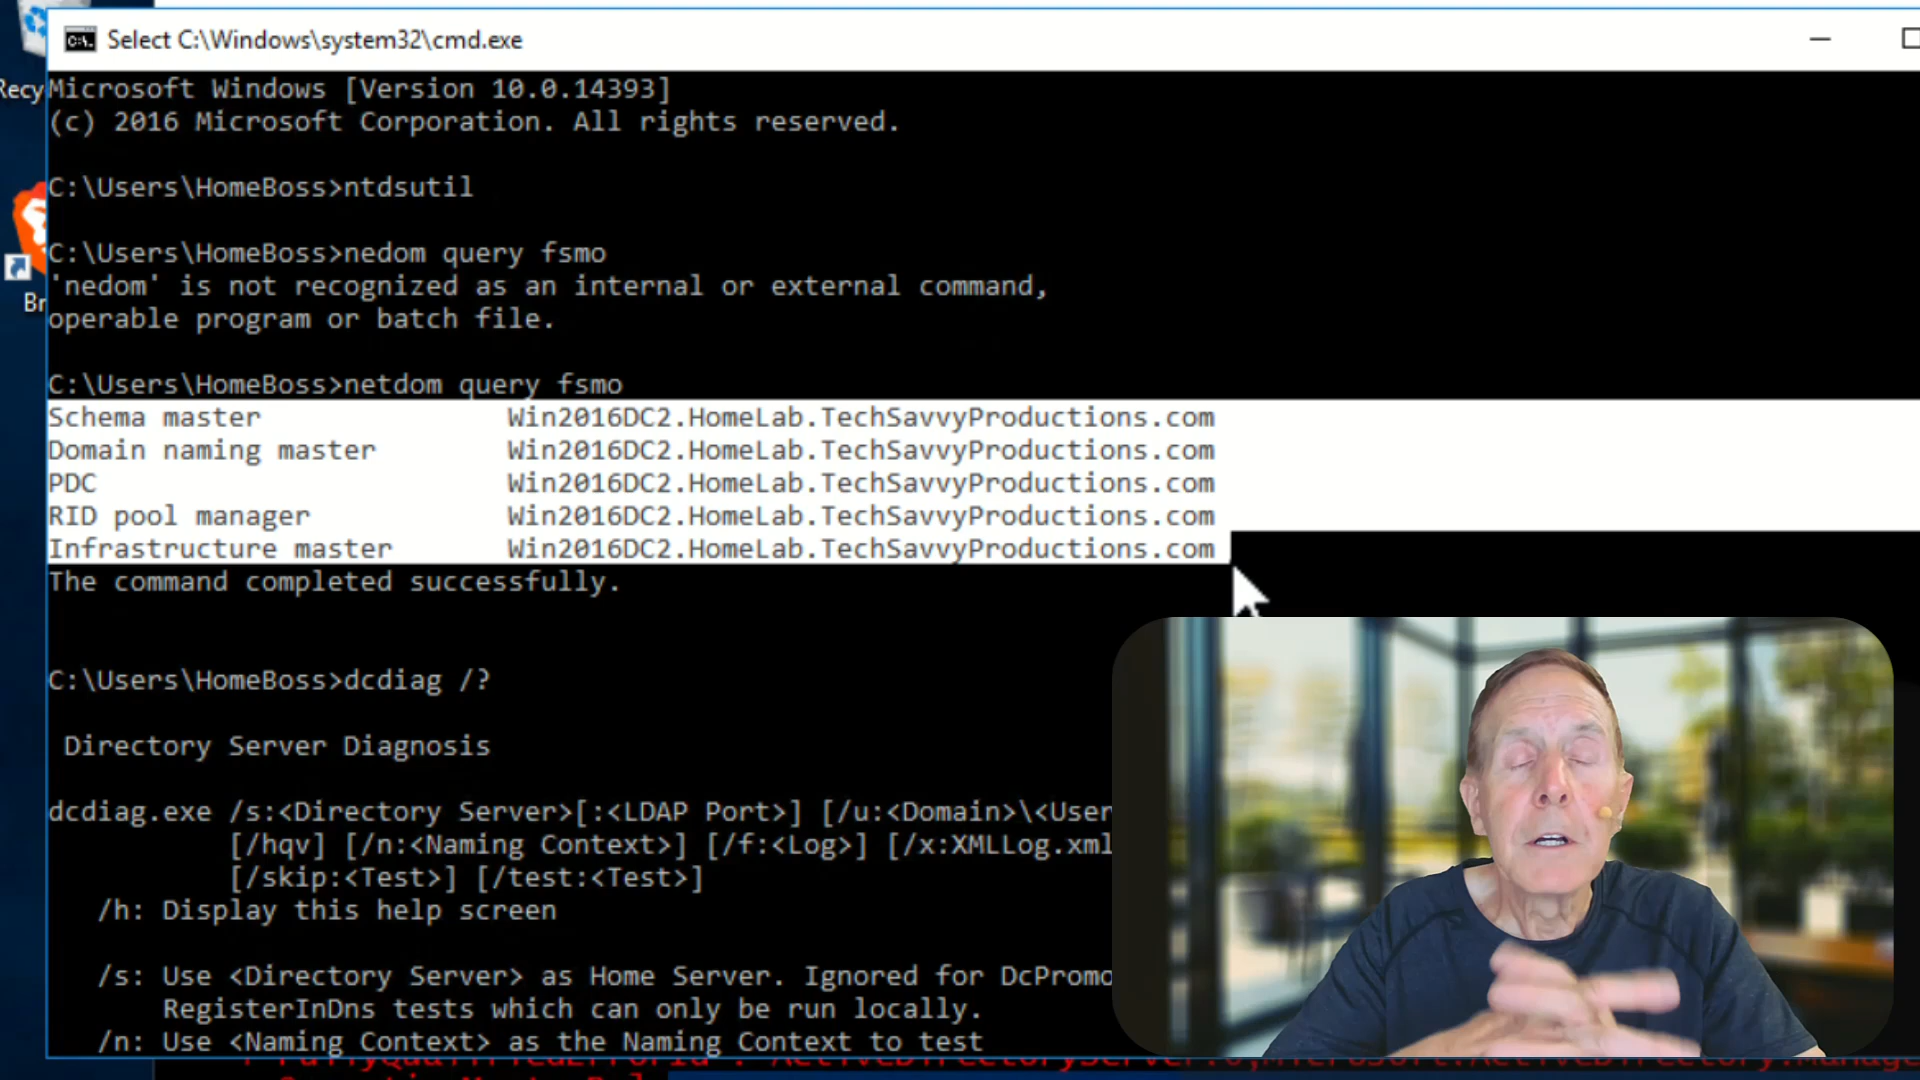 Select C:\Windows\system32\cmd.exe
Recy
Microsoft Windows [Version 10.0.14393]
(c) 2016 Microsoft Corporation. All rights reserved.
C:\Users\HomeBoss>ntdsutil
C:\Users\HomeBoss>nedom query fsmo
'nedom' is not recognized as an internal or external command,
Br
operable program or batch file.
C:\Users\HomeBoss>netdom query fsmo
Schema master Win2016DC2.HomeLab.TechSavvyProductions.com
Domain naming master Win2016DC2.HomeLab.TechSavvyProductions.com
PDC Win2016DC2.HomeLab.TechSavvyProductions.com
RID pool manager Win2016DC2.HomeLab.TechSavvyProductions.com
Infrastructure master Win2016DC2.HomeLab.TechSavvyProductions.com
The command completed successfully.
C:\Users\HomeBoss>dcdiag /?
Directory Server Diagnosis
dcdiag.exe /s:<Directory Server>[:<LDAP Port>] [/u:<Domain>\<User
[/hqv] [/n:<Naming Context>] [/f:<Log>] [/x:XMLLog.xml
[/skip:<Test>] [/test:<Test>]
/h: Display this help screen
/s: Use <Directory Server> as Home Server. Ignored for DcPromo
RegisterInDns tests which can only be run locally.
/n: Use <Naming Context> as the Naming Context to test